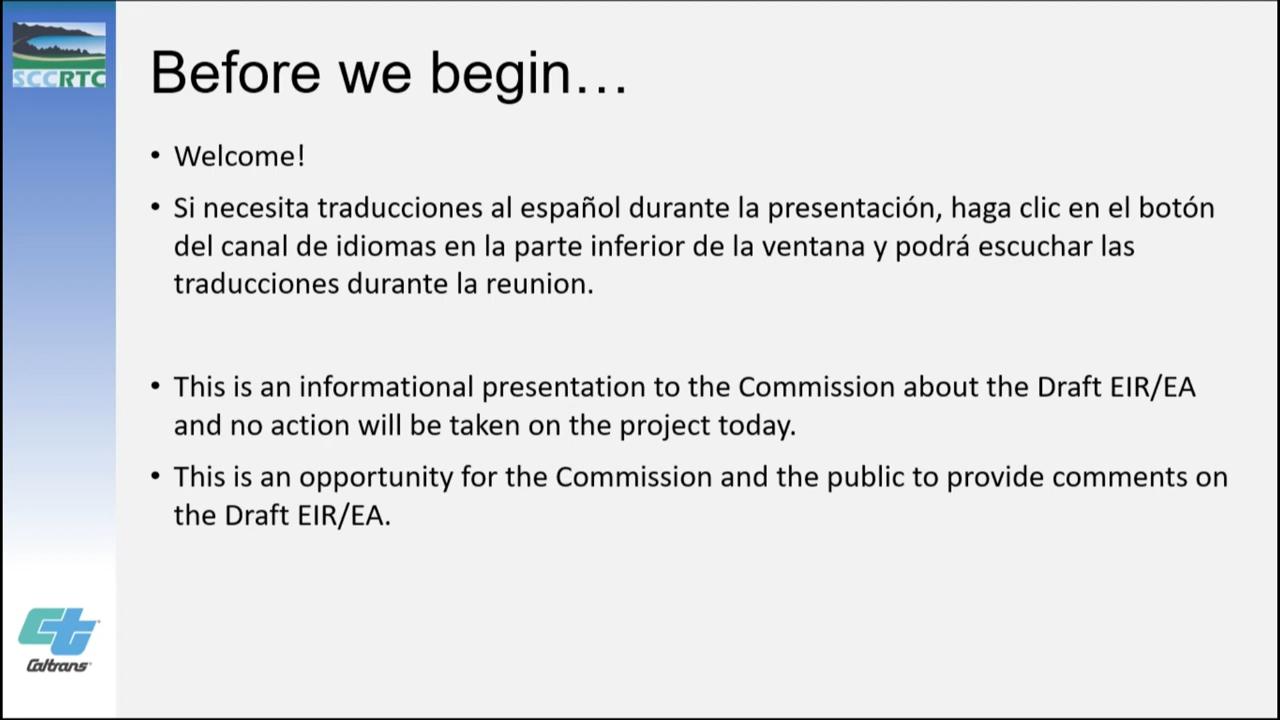 SCCRTC
Before we begin…
• Welcome!
• Si necesita traducciones al español durante la presentación, haga clic en el botón
del canal de idiomas en la parte inferior de la ventana y podrá escuchar las
traducciones durante la reunion.
• This is an informational presentation to the Commission about the Draft EIR/EA
and no action will be taken on the project today.
• This is an opportunity for the Commission and the public to provide comments on
the Draft EIR/EA.
Ct
Caltrans